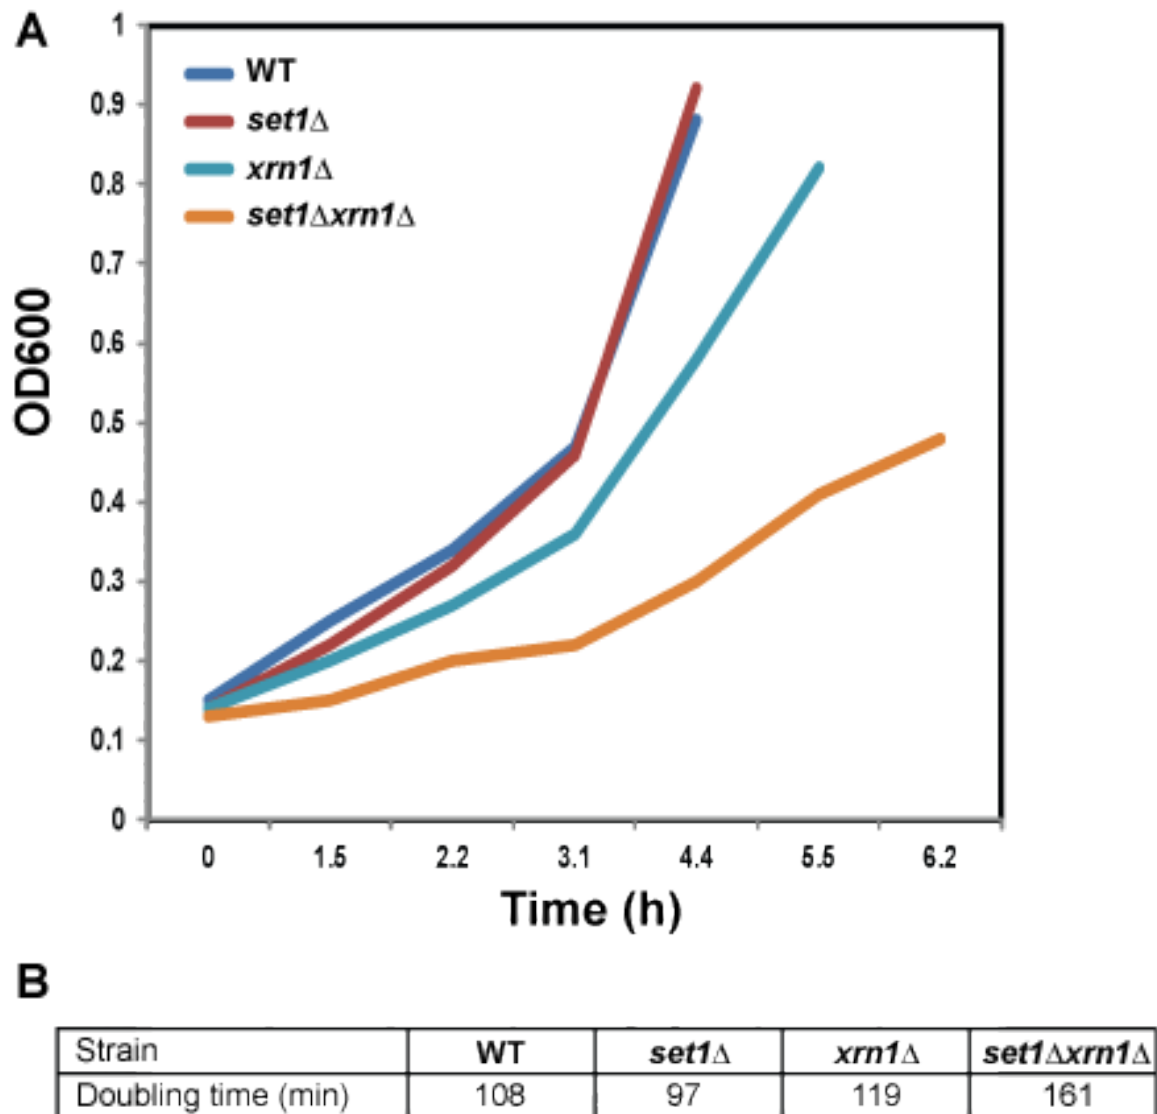 A
WT
set1Δ
xrn1Δ
set1Δxrn1Δ
1
0.9
0.8
0.7
0.6
0.5
0.4
0.3
0.2
0.1
0
OD600
0 1.5 2.2 3.1 4.4 5.5 6.2
Time (h)
B
Strain WT set1Δ xrn1Δ set1Δxrn1Δ
Doubling time (min) 108 97 119 161